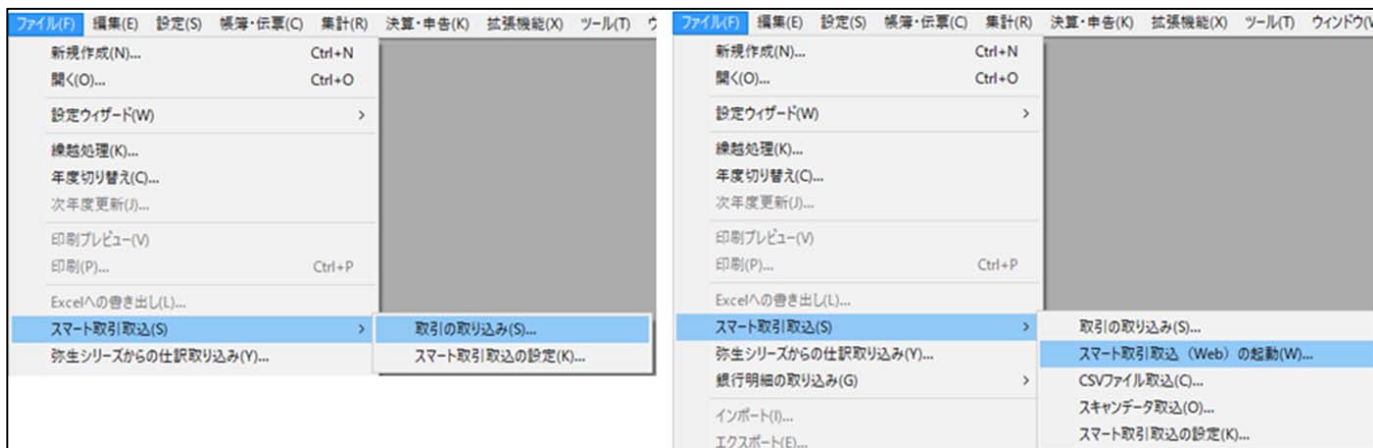 ファイル(F) 編集(E) 設定(S) 帳簿・伝票(C) 集計(R) 決算・申告(K) 拡張機能(X) ツール(T)
新規作成(N)... Ctrl+N
開く(O)... Ctrl+O
設定ウィザード(W) >
繰越処理(K)...
年度切り替え(C)...
次年度更新(J)...
印刷プレビュー(V)
印刷(P)... Ctrl+P
Excelへの書き出し(L)...
スマート取引取込(S) >
弥生シリーズからの仕訳取り込み(Y)...
取引の取り込み(S)...
スマート取引取込の設定(K)...
ファイル(F) 編集(E) 設定(S) 帳簿・伝票(C) 集計(R) 決算・申告(K) 拡張機能(X) ツール(T) ウィンドウ(W
新規作成(N)... Ctrl+N
開く(O)... Ctrl+O
設定ウィザード(W) >
繰越処理(K)...
年度切り替え(C)...
次年度更新(J)...
印刷プレビュー(V)
印刷(P)... Ctrl+P
Excelへの書き出し(L)...
スマート取引取込(S) >
弥生シリーズからの仕訳取り込み(Y)...
銀行明細の取り込み(G) >
インポート(I)...
エクスポート(E)...
取引の取り込み(S)...
スマート取引取込（Web）の起動(W)...
CSVファイル取込(C)...
スキャンデータ取込(O)...
スマート取引取込の設定(K)...